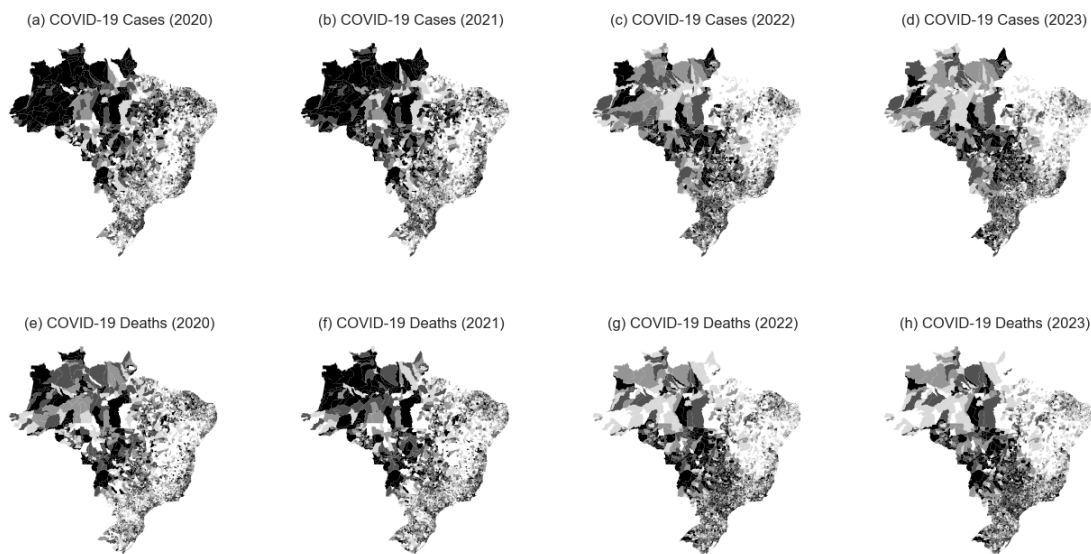 (a) COVID-19 Cases (2020)
(b) COVID-19 Cases (2021)
(c) COVID-19 Cases (2022)
(d) COVID-19 Cases (2023)
(e) COVID-19 Deaths (2020)
(f) COVID-19 Deaths (2021)
(g) COVID-19 Deaths (2022)
(h) COVID-19 Deaths (2023)